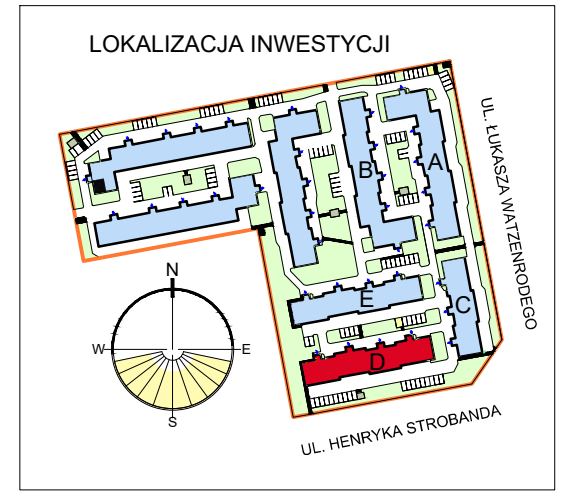 LOKALIZACJA INWESTYCJI
UL. ŁUKASZA WATZENRODEGO
A
B
C
E
D
N
W
E
S
UL. HENRYKA STROBANDA